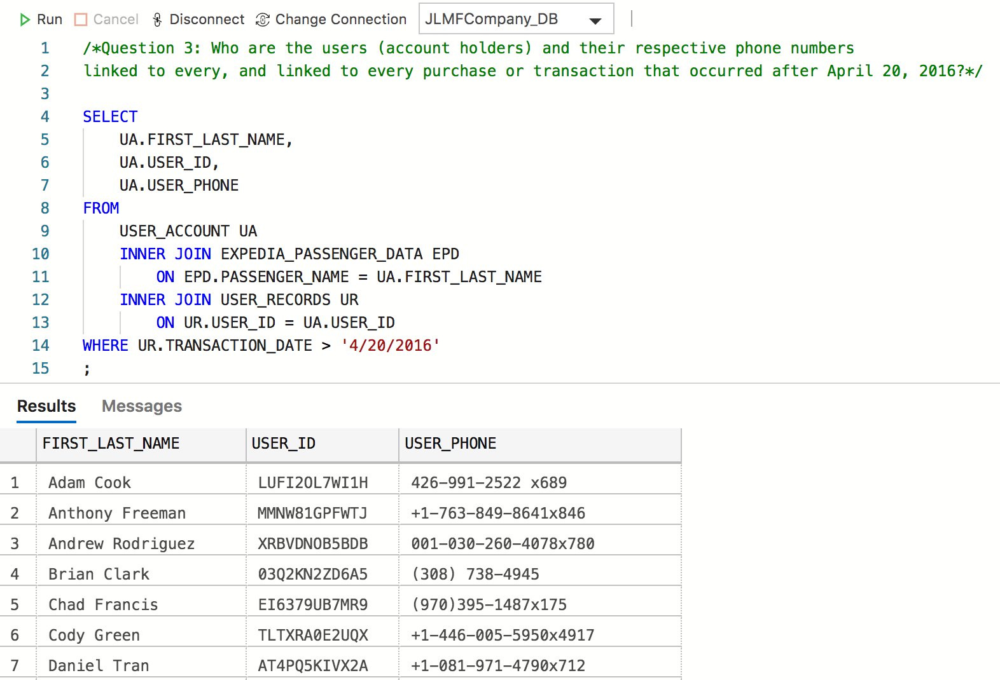 Run Cancel Disconnect Change Connection JLMFCompany_DB
1 /*Question 3: Who are the users (account holders) and their respective phone numbers
2 linked to every, and linked to every purchase or transaction that occurred after April 20, 2016?*/
3
4 SELECT
5 UA.FIRST_LAST_NAME,
6 UA.USER_ID,
7 UA.USER_PHONE
8 FROM
9 USER_ACCOUNT UA
10 INNER JOIN EXPEDIA_PASSENGER_DATA EPD
11 ON EPD.PASSENGER_NAME = UA.FIRST_LAST_NAME
12 INNER JOIN USER_RECORDS UR
13 ON UR.USER_ID = UA.USER_ID
14 WHERE UR.TRANSACTION_DATE > '4/20/2016'
15 ;
Results Messages
FIRST_LAST_NAME USER_ID USER_PHONE
1 Adam Cook LUFI2OL7WI1H 426-991-2522 x689
2 Anthony Freeman MMNW81GPFWTJ +1-763-849-8641x846
3 Andrew Rodriguez XRBVDNOB5BDB 001-030-260-4078x780
4 Brian Clark 03Q2KN2ZD6A5 (308) 738-4945
5 Chad Francis EI6379UB7MR9 (970)395-1487x175
6 Cody Green TLTXRA0E2UQX +1-446-005-5950x4917
7 Daniel Tran AT4PQ5KIVX2A +1-081-971-4790x712